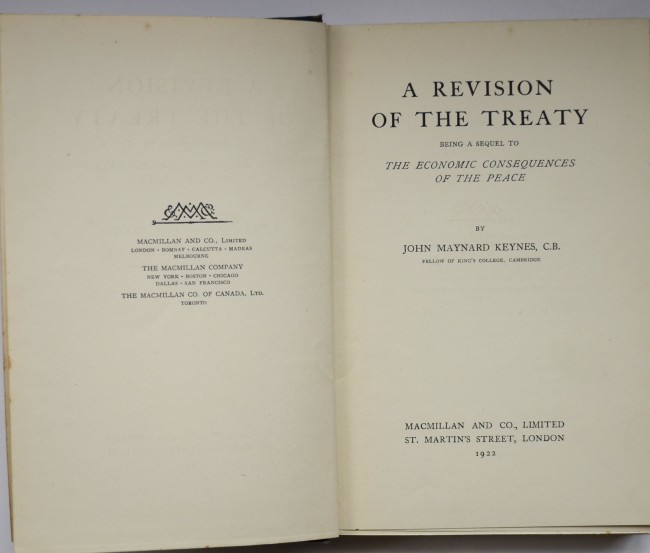 MACMILLAN AND CO., LIMITED
LONDON · BOMBAY · CALCUTTA · MADRAS
MELBOURNE
THE MACMILLAN COMPANY
NEW YORK · BOSTON · CHICAGO
DALLAS · SAN FRANCISCO
THE MACMILLAN CO. OF CANADA, LTD.
TORONTO
A REVISION
OF THE TREATY
BEING A SEQUEL TO
THE ECONOMIC CONSEQUENCES
OF THE PEACE
BY
JOHN MAYNARD KEYNES, C.B.
FELLOW OF KING'S COLLEGE, CAMBRIDGE
MACMILLAN AND CO., LIMITED
ST. MARTIN'S STREET, LONDON
1922